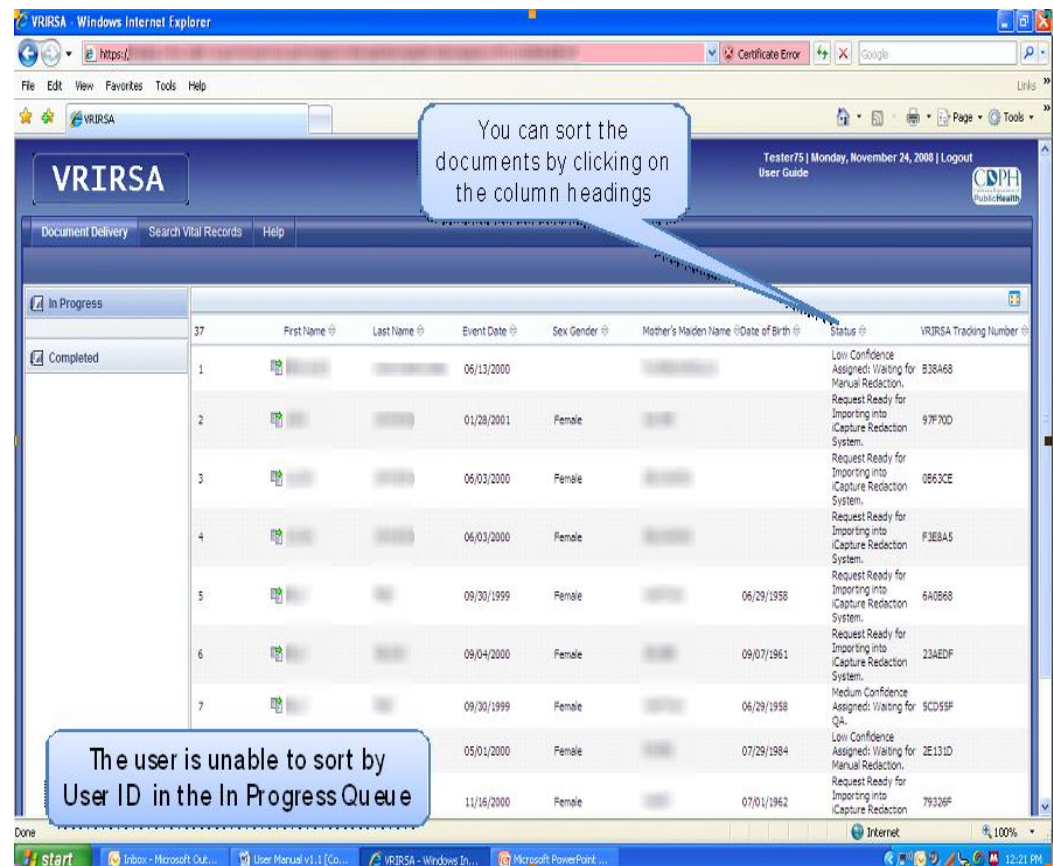 VRIRSA - Windows Internet Explorer
https:/
Certificate Error
Google
File Edit View Favorites Tools Help
Links »
VRIRSA
Page Tools »
You can sort the
documents by clicking on
the column headings
VRIRSA
Tester75 | Monday, November 24, 2008 | Logout
User Guide
CDPH
PublicHealth
Document Delivery Search Vital Records Help
In Progress
Completed
37 First Name Last Name Event Date Sex Gender Mother's Maiden Name Date of Birth Status VRIRSA Tracking Number
Low Confidence
1 06/13/2000 Assigned: Waiting for B38A68
Manual Redaction.
Request Ready for
Importing into
2 01/28/2001 Female iCapture Redaction 97F70D
System.
Request Ready for
Importing into
3 06/03/2000 Female iCapture Redaction 0B63CE
System.
Request Ready for
Importing into
4 06/03/2000 Female iCapture Redaction F3E8A5
System.
Request Ready for
Importing into
5 09/30/1999 Female 06/29/1958 iCapture Redaction 6A0B68
System.
Request Ready for
Importing into
6 09/04/2000 Female 09/07/1961 iCapture Redaction 23AEDF
System.
Medium Confidence
7 09/30/1999 Female 06/29/1958 Assigned: Waiting for 5CD55F
QA.
Low Confidence
05/01/2000 Female 07/29/1984 Assigned: Waiting for 2E131D
Manual Redaction.
Request Ready for
Importing into
11/16/2000 Female 07/01/1962 iCapture Redaction 79326F
System.
The user is unable to sort by
User ID in the In Progress Queue
Done Internet 100%
start Inbox - Microsoft Out... User Manual v1.1 [Co... VRIRSA - Windows In... Microsoft PowerPoint ... 12:21 PM